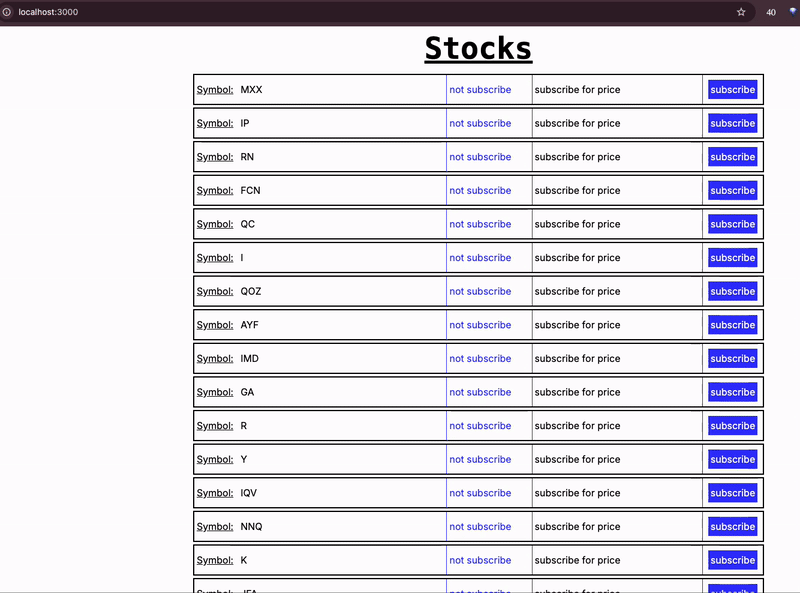 localhost:3000
40
Stocks
Symbol: MXX not subscribe subscribe for price subscribe
Symbol: IP not subscribe subscribe for price subscribe
Symbol: RN not subscribe subscribe for price subscribe
Symbol: FCN not subscribe subscribe for price subscribe
Symbol: QC not subscribe subscribe for price subscribe
Symbol: I not subscribe subscribe for price subscribe
Symbol: QOZ not subscribe subscribe for price subscribe
Symbol: AYF not subscribe subscribe for price subscribe
Symbol: IMD not subscribe subscribe for price subscribe
Symbol: GA not subscribe subscribe for price subscribe
Symbol: R not subscribe subscribe for price subscribe
Symbol: Y not subscribe subscribe for price subscribe
Symbol: IQV not subscribe subscribe for price subscribe
Symbol: NNQ not subscribe subscribe for price subscribe
Symbol: K not subscribe subscribe for price subscribe
Symbol: not subscribe subscribe for price subscribe